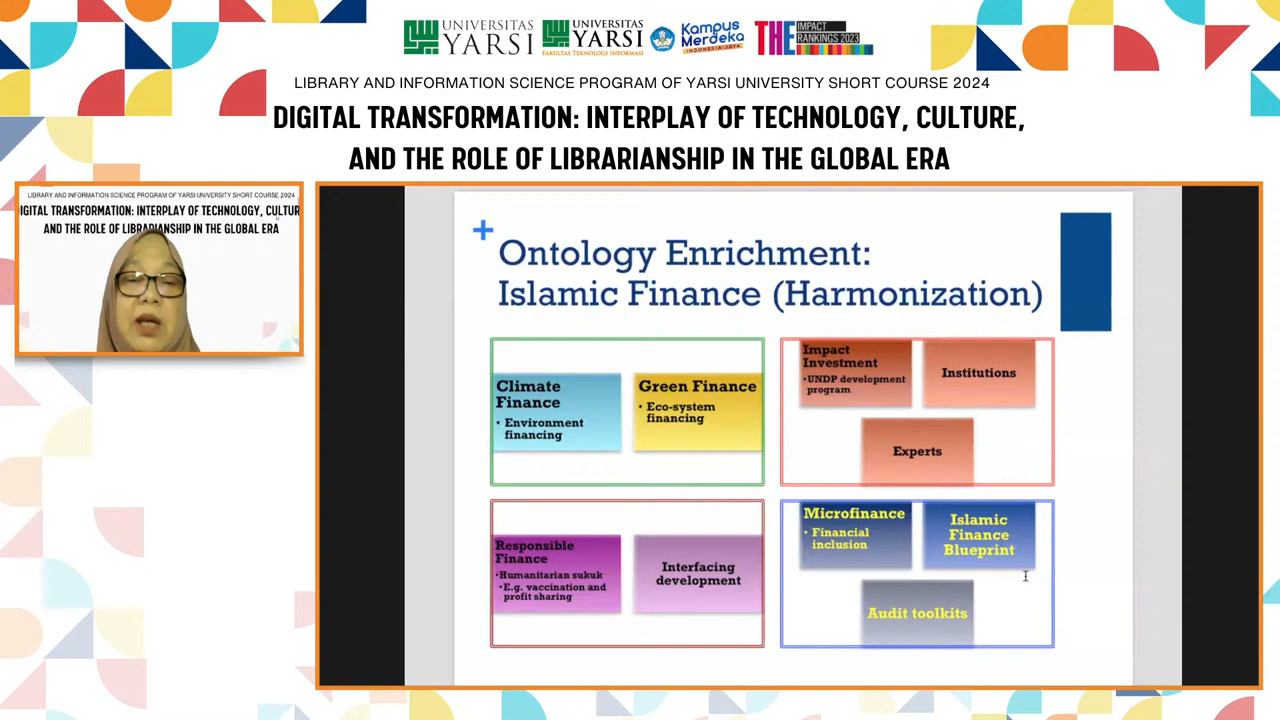 UNIVERSITAS
YARSI
UNIVERSITAS
YARSI
FAKULTAS TEKNOLOGI INFORMASI
Kampus
Merdeka
INDONESIA JAYA
THE
IMPACT
RANKINGS 2023
LIBRARY AND INFORMATION SCIENCE PROGRAM OF YARSI UNIVERSITY SHORT COURSE 2024
DIGITAL TRANSFORMATION: INTERPLAY OF TECHNOLOGY, CULTURE,
AND THE ROLE OF LIBRARIANSHIP IN THE GLOBAL ERA
LIBRARY AND INFORMATION SCIENCE PROGRAM OF YARSI UNIVERSITY SHORT COURSE 2024
IGITAL TRANSFORMATION: INTERPLAY OF TECHNOLOGY, CULTUR
AND THE ROLE OF LIBRARIANSHIP IN THE GLOBAL ERA
+
Ontology Enrichment:
Islamic Finance (Harmonization)
Climate
Finance
• Environment
financing
Green Finance
• Eco-system
financing
Impact
Investment
•UNDP development
program
Institutions
Experts
Responsible
Finance
•Humanitarian sukuk
•E.g. vaccination and
profit sharing
Interfacing
development
Microfinance
• Financial
inclusion
Islamic
Finance
Blueprint
Audit toolkits